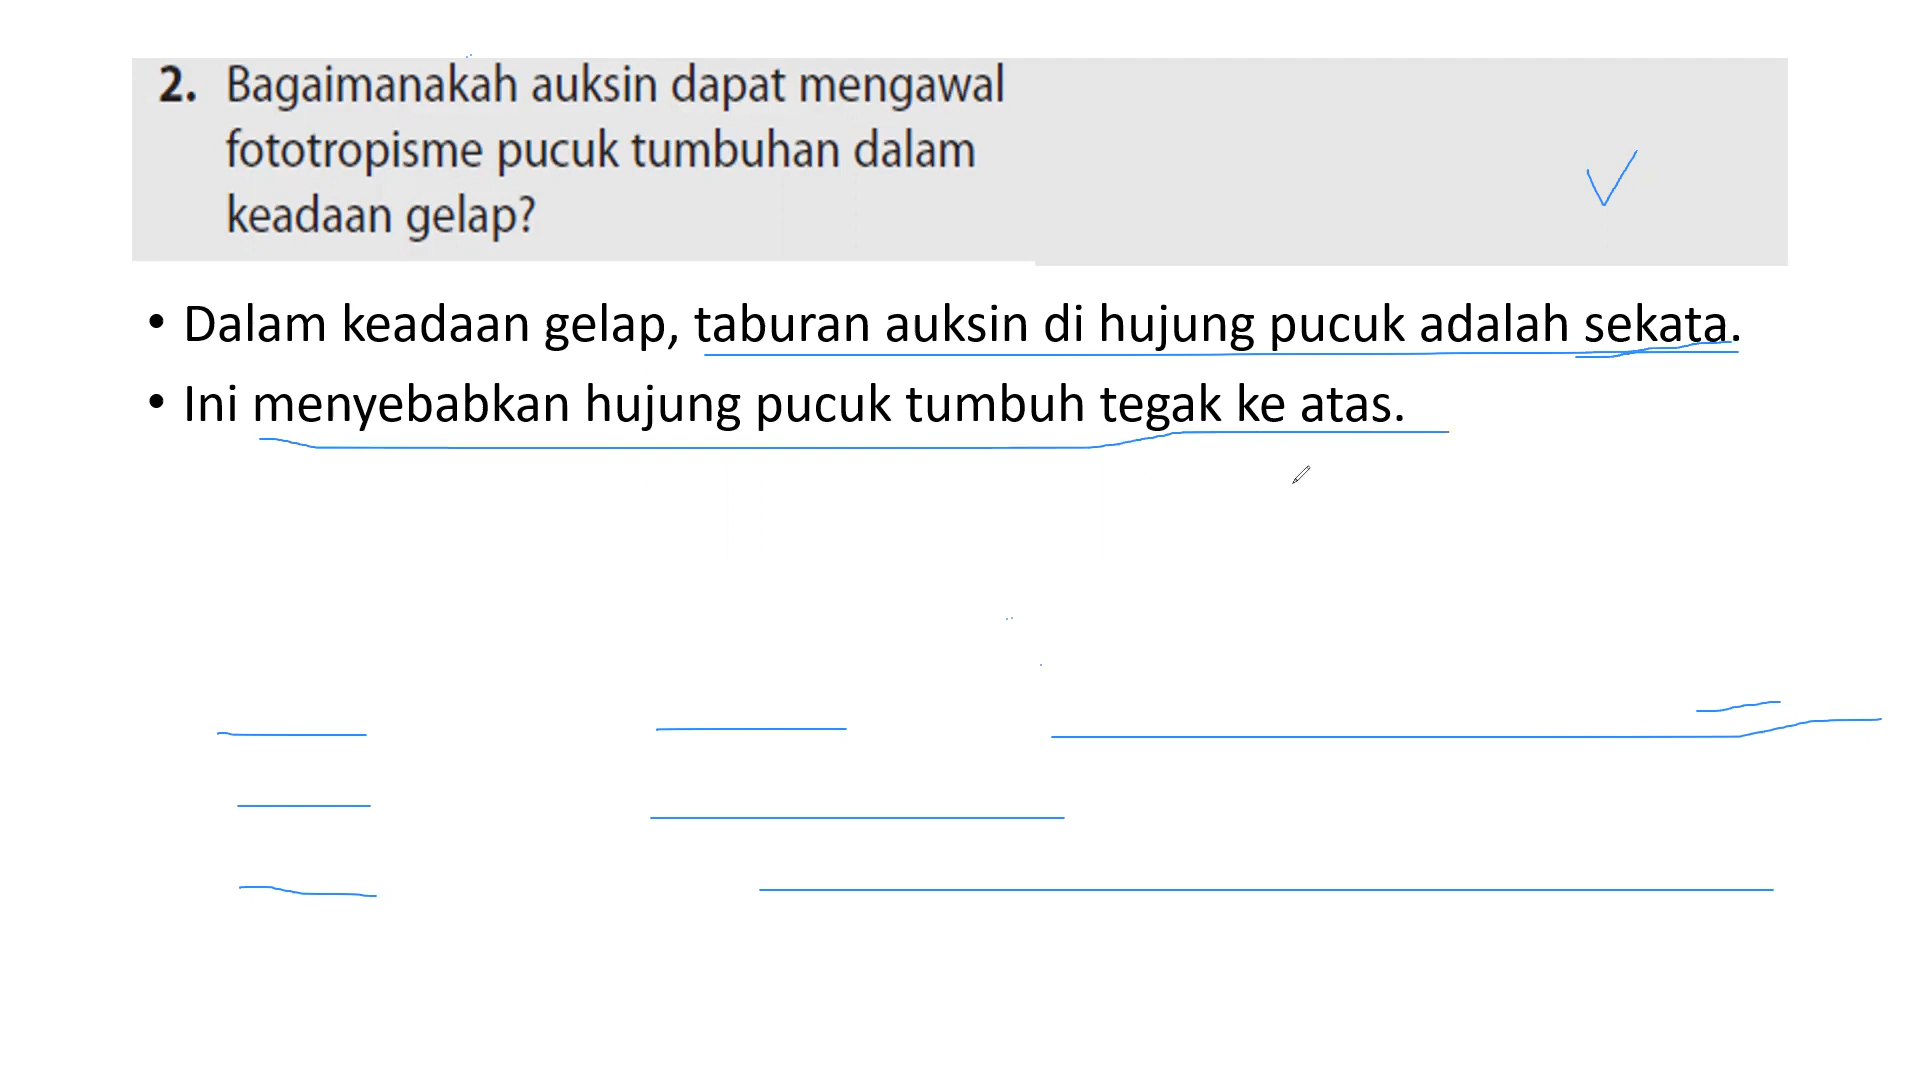 2. Bagaimanakah auksin dapat mengawal
fototropisme pucuk tumbuhan dalam
keadaan gelap?
• Dalam keadaan gelap, taburan auksin di hujung pucuk adalah sekata.
• Ini menyebabkan hujung pucuk tumbuh tegak ke atas.